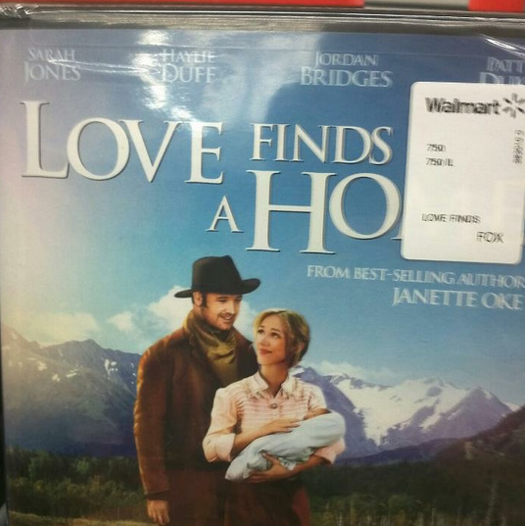 SARAH
JONES
HAYLIE
DUFF
JORDAN
BRIDGES
LOVE FINDS
A HO
FROM BEST-SELLING AUTHOR
JANETTE OKE
Walmart
750
LOVE FINDS
FOX